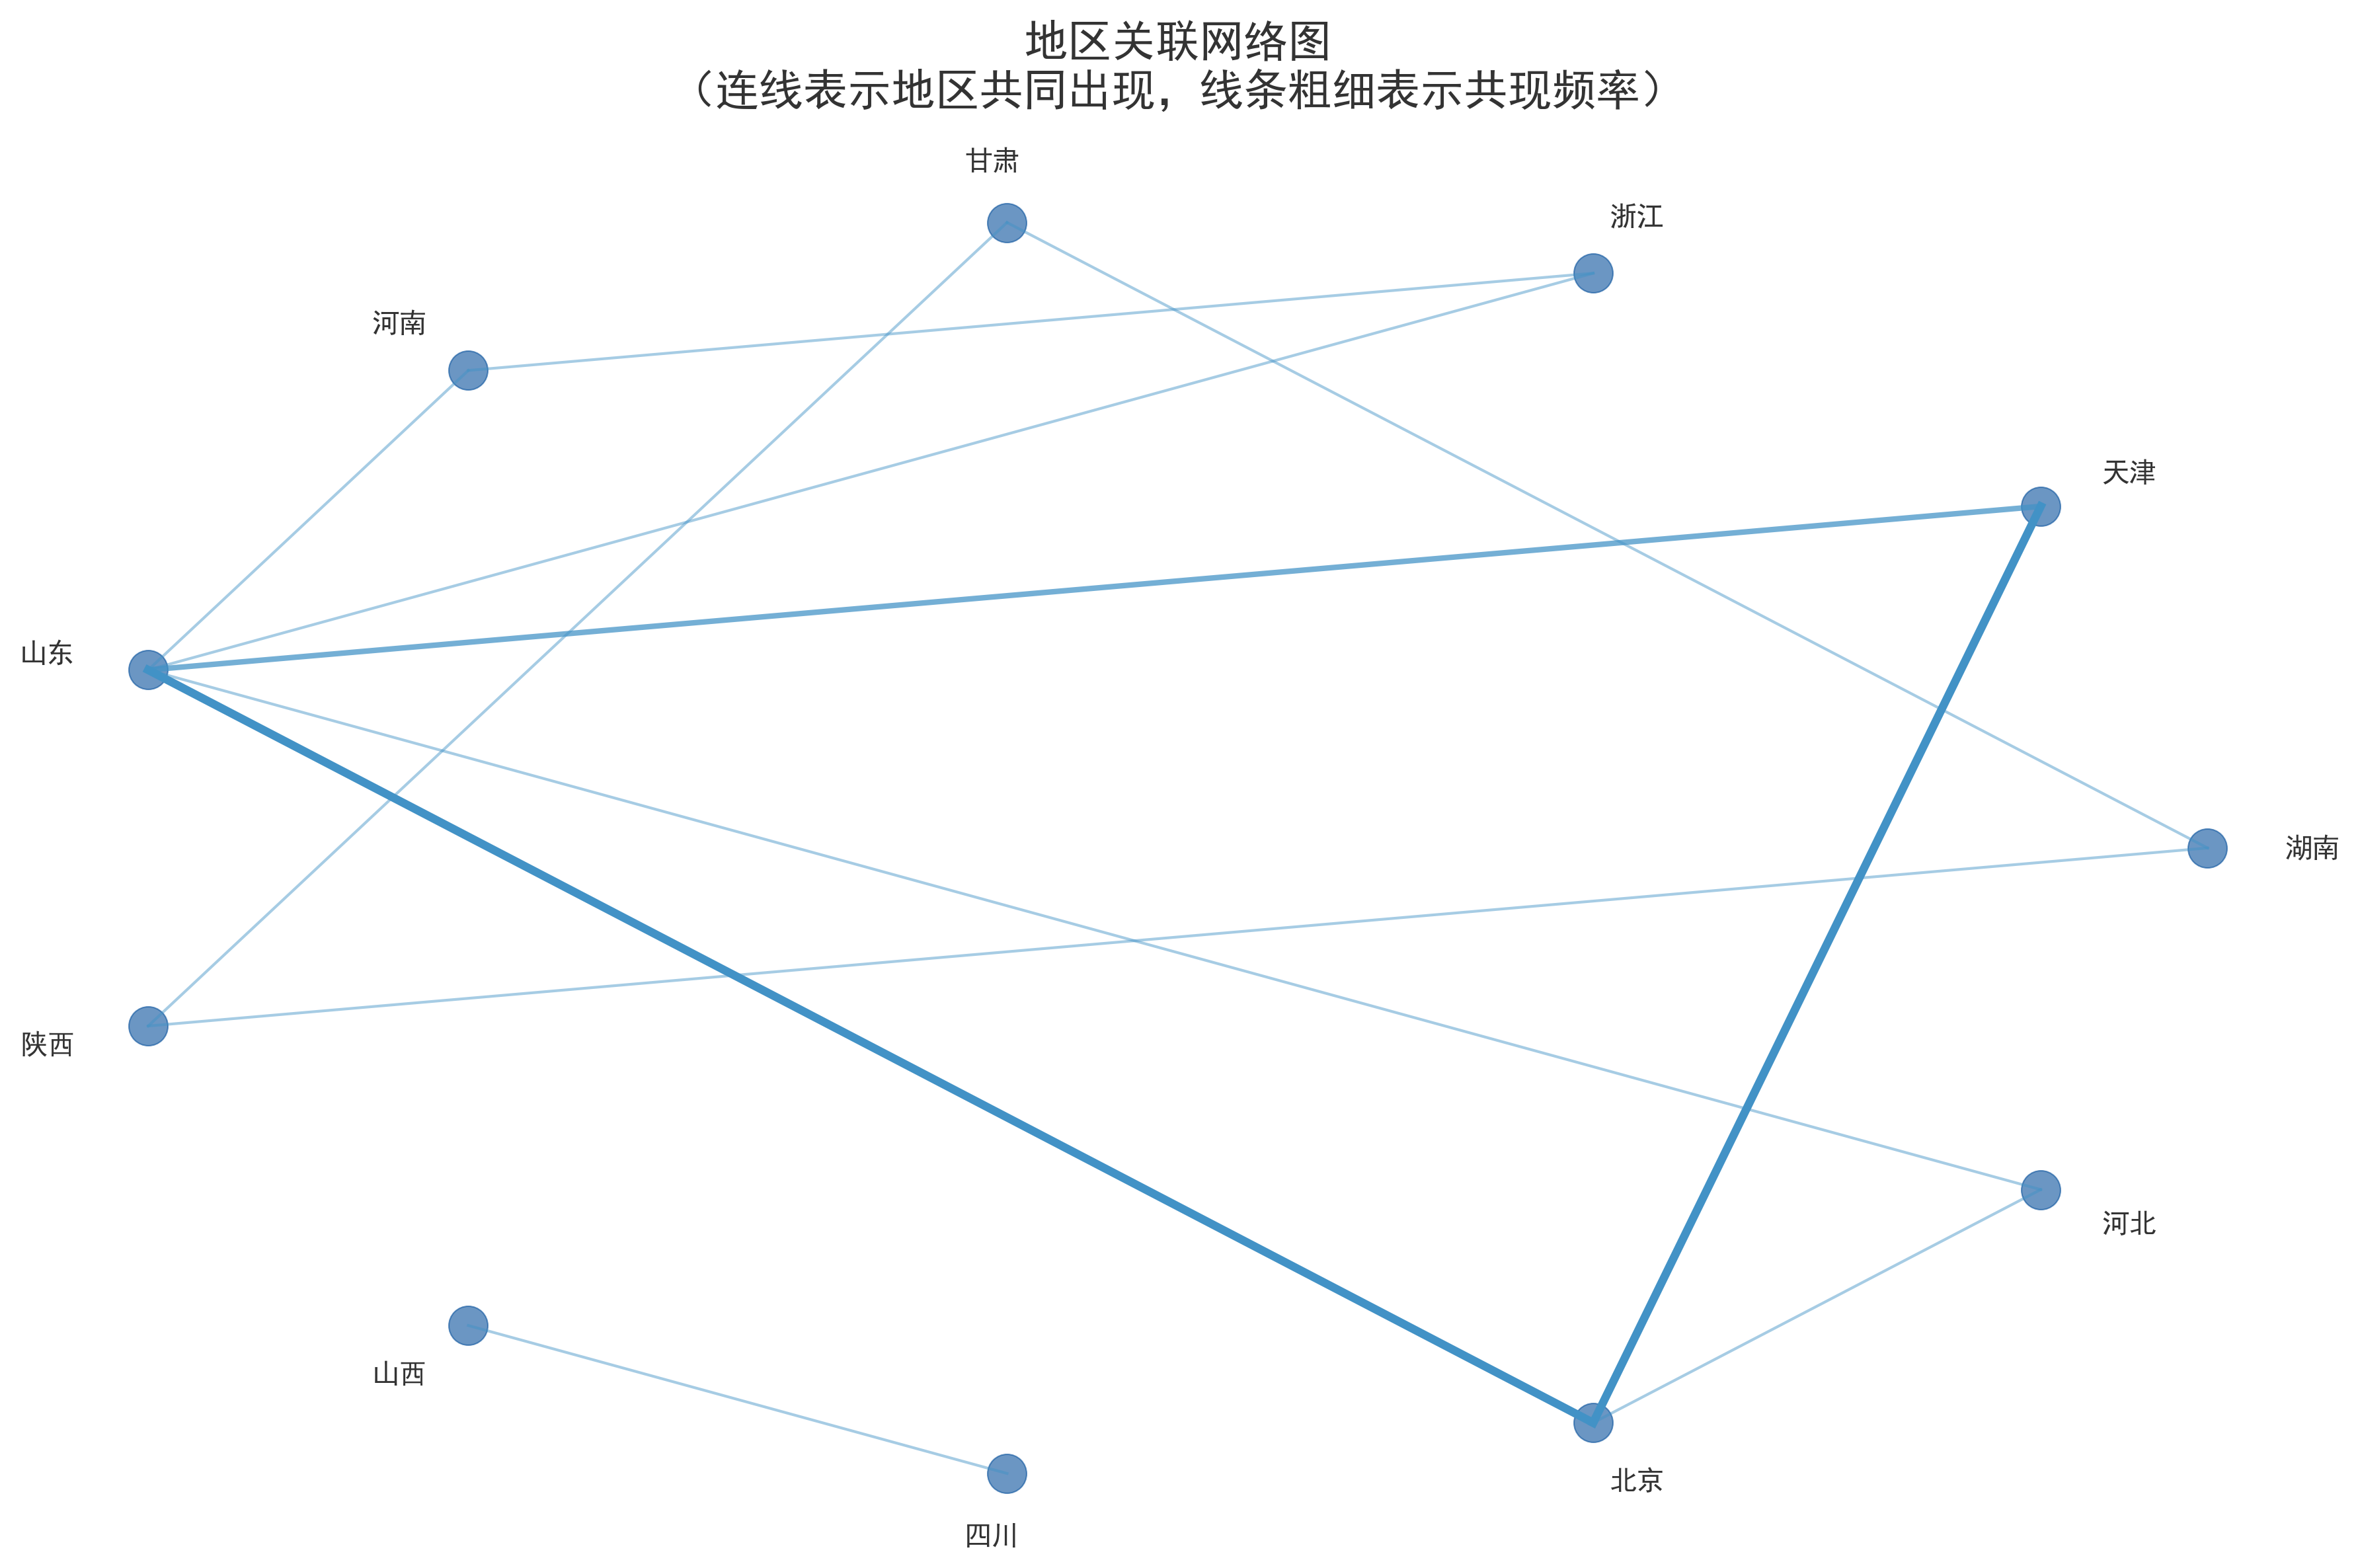 地区关联网络图
（连线表示地区共同出现，线条粗细表示共现频率）
甘肃
浙江
河南
天津
山东
湖南
陕西
河北
山西
北京
四川